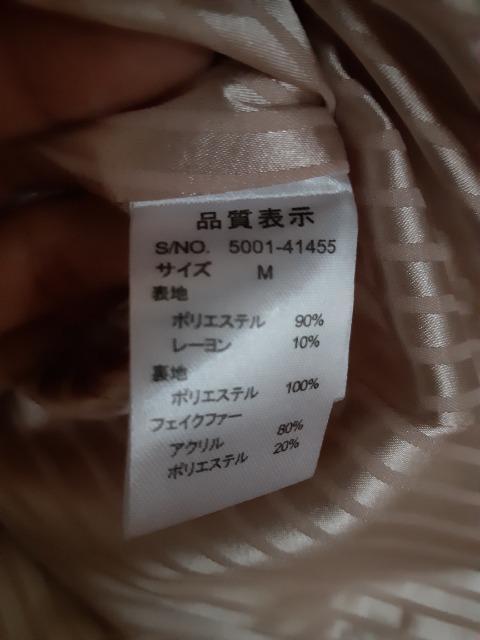 品質表示
S/NO. 5001-41455
サイズ M
表地
ポリエステル 90%
レーヨン 10%
裏地
ポリエステル 100%
フェイクファー
アクリル 80%
ポリエステル 20%